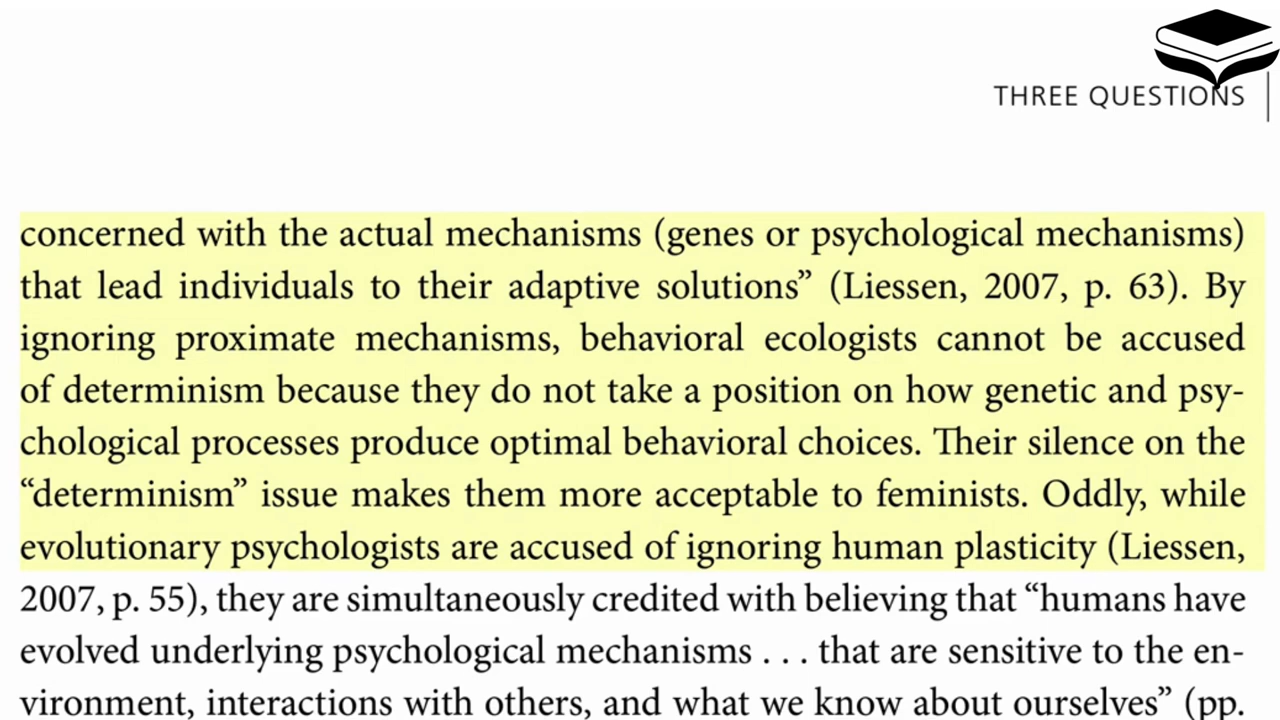 THREE QUESTIONS
concerned with the actual mechanisms (genes or psychological mechanisms)
that lead individuals to their adaptive solutions” (Liessen, 2007, p. 63). By
ignoring proximate mechanisms, behavioral ecologists cannot be accused
of determinism because they do not take a position on how genetic and psy-
chological processes produce optimal behavioral choices. Their silence on the
“determinism” issue makes them more acceptable to feminists. Oddly, while
evolutionary psychologists are accused of ignoring human plasticity (Liessen,
2007, p. 55), they are simultaneously credited with believing that “humans have
evolved underlying psychological mechanisms . . . that are sensitive to the en-
vironment, interactions with others, and what we know about ourselves” (pp.